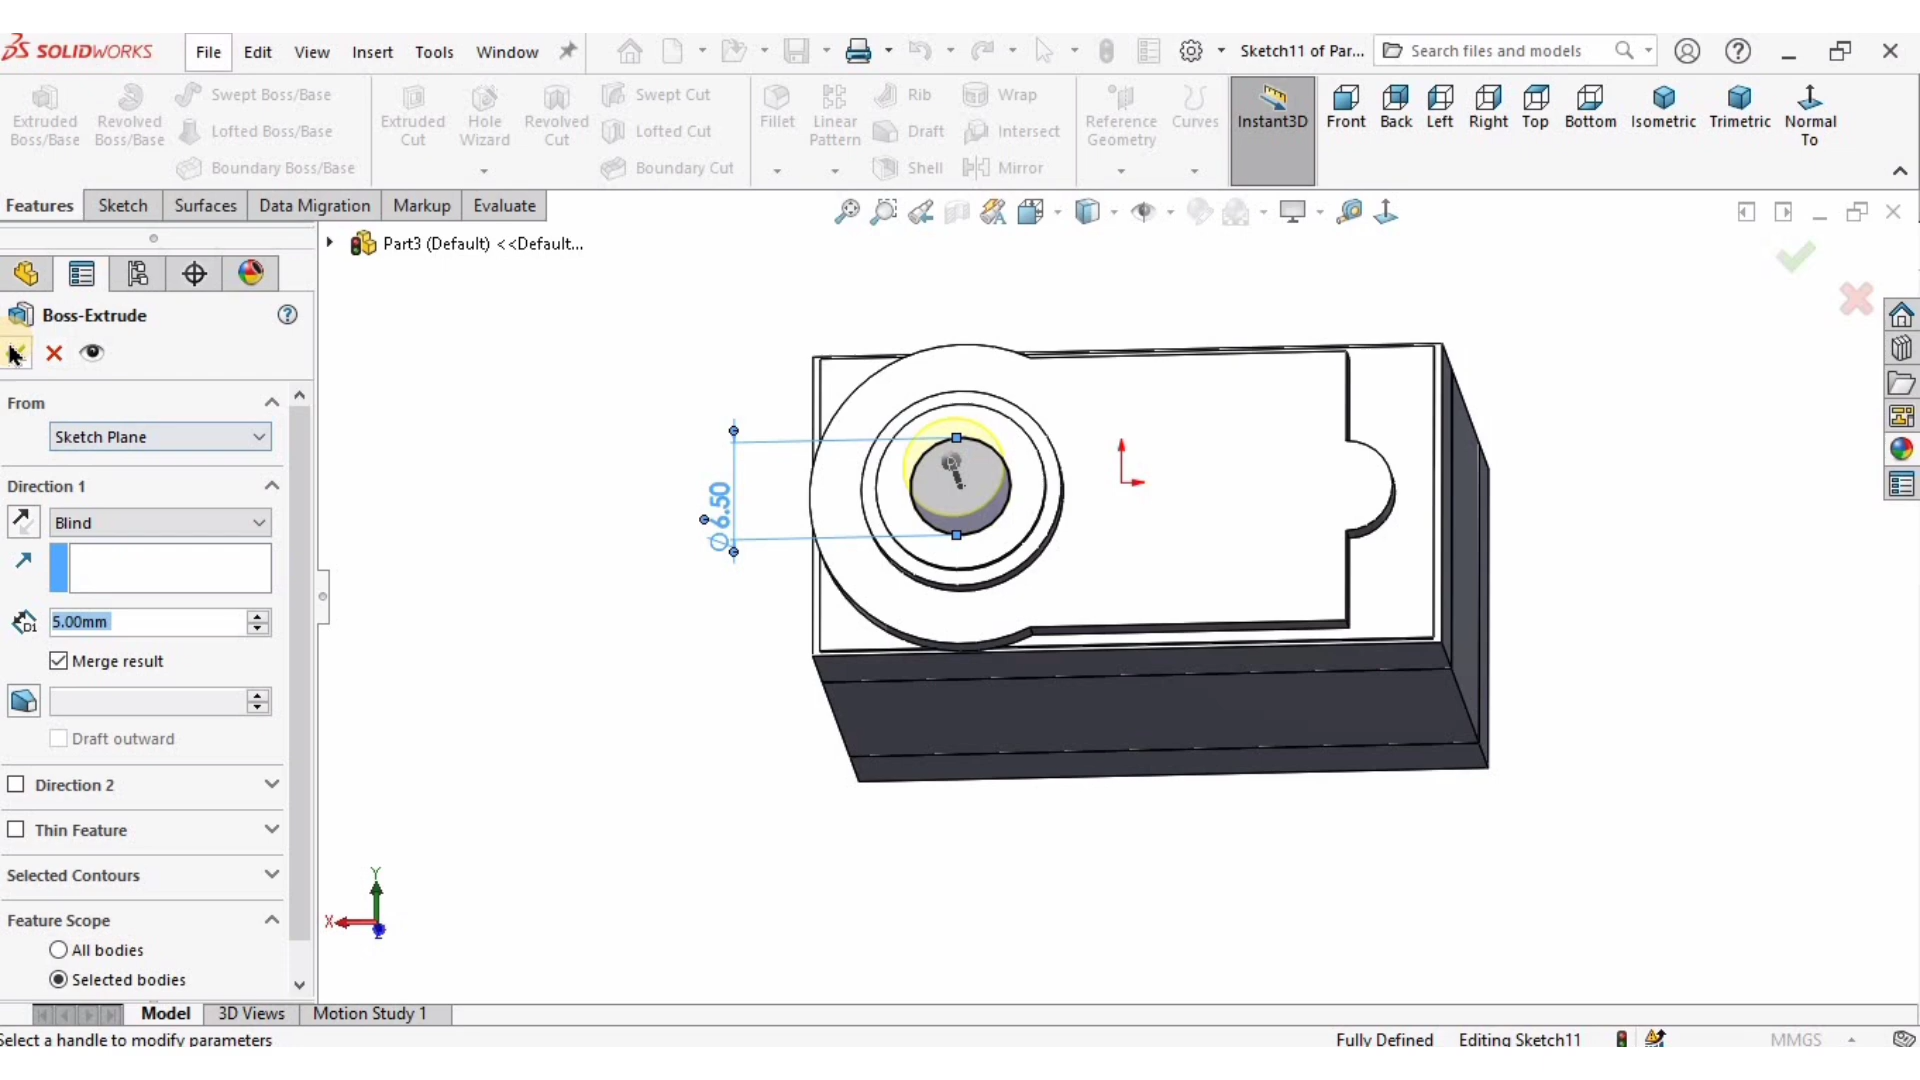 SOLIDWORKS File Edit View Insert Tools Window Sketch11 of Par... Search files and models
Extruded Boss/Base
Revolved Boss/Base
Swept Boss/Base
Lofted Boss/Base
Boundary Boss/Base
Extruded Cut
Hole Wizard
Revolved Cut
Swept Cut
Lofted Cut
Boundary Cut
Fillet
Linear Pattern
Rib
Draft
Shell
Wrap
Intersect
Mirror
Reference Geometry
Curves
Instant3D
Front
Back
Left
Right
Top
Bottom
Isometric
Trimetric
Normal To
Features Sketch Surfaces Data Migration Markup Evaluate
Part3 (Default) <<Default...
Boss-Extrude
From
Sketch Plane
Direction 1
Blind
D1 5.00mm
Merge result
Draft outward
Direction 2
Thin Feature
Selected Contours
Feature Scope
All bodies
Selected bodies
∅6.50
Y
X
Z
Model 3D Views Motion Study 1
Select a handle to modify parameters Fully Defined Editing Sketch11 MMGS